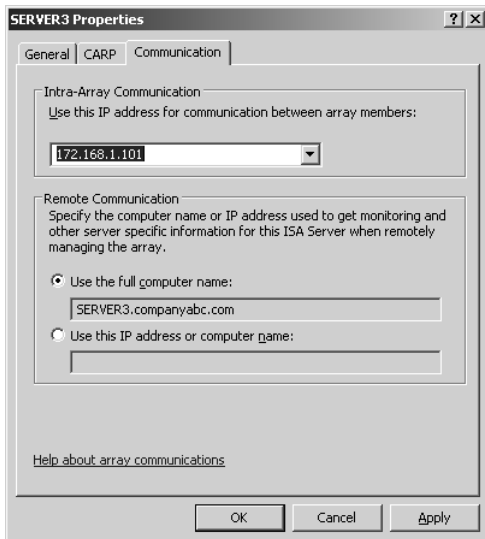 SERVER3 Properties
General CARP Communication
Intra-Array Communication
Use this IP address for communication between array members:
172.168.1.101
Remote Communication
Specify the computer name or IP address used to get monitoring and
other server specific information for this ISA Server when remotely
managing the array.
Use the full computer name:
SERVER3.companyabc.com
Use this IP address or computer name:
Help about array communications
OK Cancel Apply